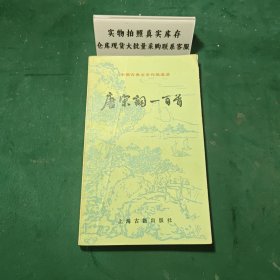 实物拍照真实库存
仓库现货大批量采购联系客服
中国古典文学作品选读
唐宋词一百首
上海古籍出版社